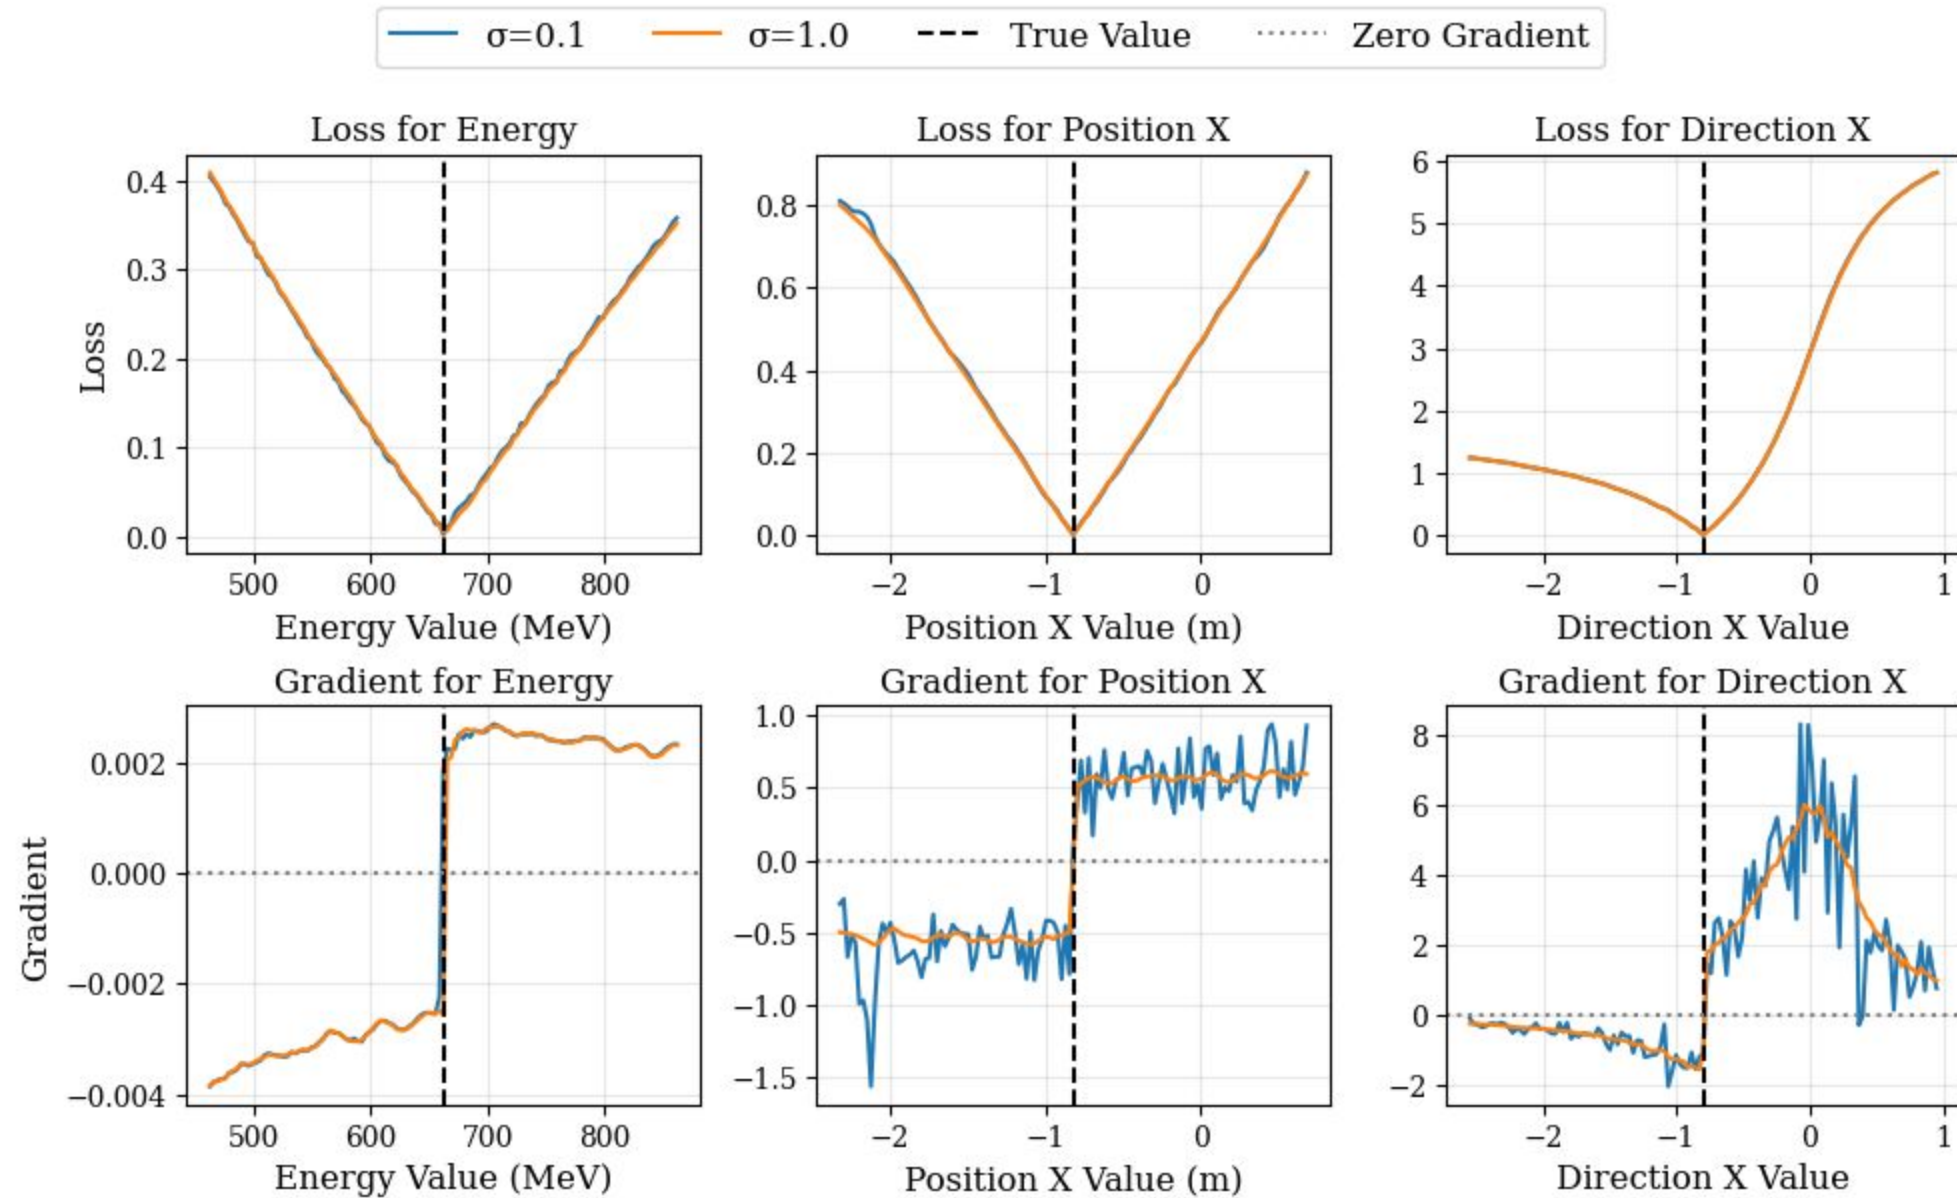 σ=0.1 σ=1.0 True Value Zero Gradient
Loss for Energy
0.4
0.3
0.2
0.1
0.0
Loss
500 600 700 800
Energy Value (MeV)
Loss for Position X
0.8
0.6
0.4
0.2
0.0
−2 −1 0
Position X Value (m)
Loss for Direction X
6
5
4
3
2
1
0
−2 −1 0 1
Direction X Value
Gradient for Energy
0.002
0.000
−0.002
−0.004
Gradient
500 600 700 800
Energy Value (MeV)
Gradient for Position X
1.0
0.5
0.0
−0.5
−1.0
−1.5
−2 −1 0
Position X Value (m)
Gradient for Direction X
8
6
4
2
0
−2
−2 −1 0 1
Direction X Value